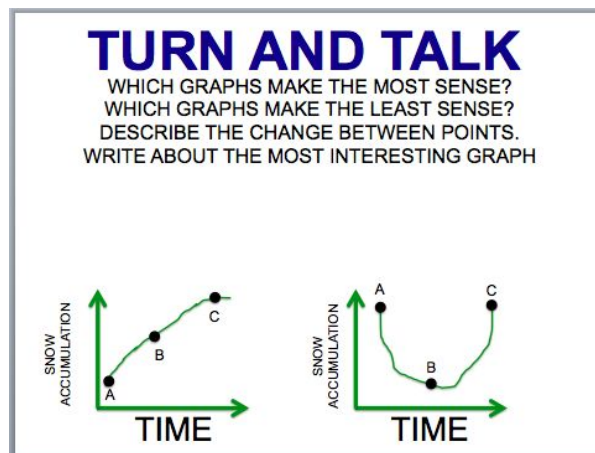 TURN AND TALK
WHICH GRAPHS MAKE THE MOST SENSE?
WHICH GRAPHS MAKE THE LEAST SENSE?
DESCRIBE THE CHANGE BETWEEN POINTS.
WRITE ABOUT THE MOST INTERESTING GRAPH
SNOW
ACCUMULATION
A
B
C
TIME
SNOW
ACCUMULATION
A
B
C
TIME